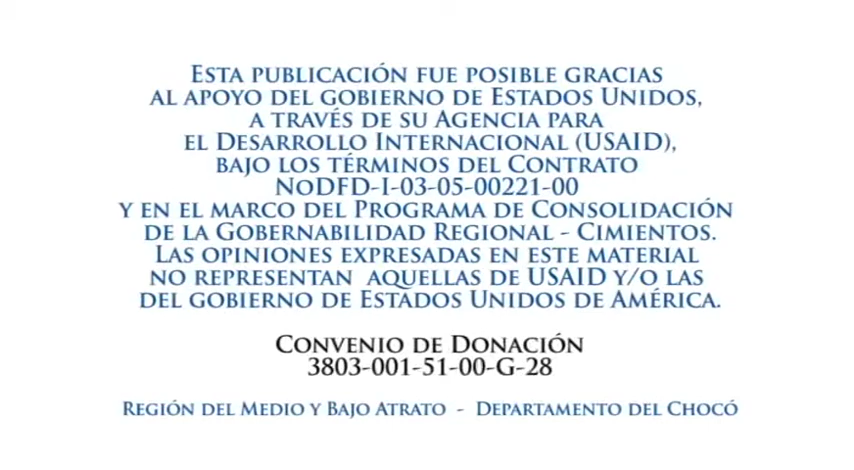 Esta publicación fue posible gracias
al apoyo del gobierno de Estados Unidos,
a través de su Agencia para
el Desarrollo Internacional (USAID),
bajo los términos del Contrato
NoDFD-I-03-05-00221-00
y en el marco del Programa de Consolidación
de la Gobernabilidad Regional - Cimientos.
Las opiniones expresadas en este material
no representan aquellas de USAID y/o las
del gobierno de Estados Unidos de América.
Convenio de Donación
3803-001-51-00-G-28
Región del Medio y Bajo Atrato - Departamento del Chocó